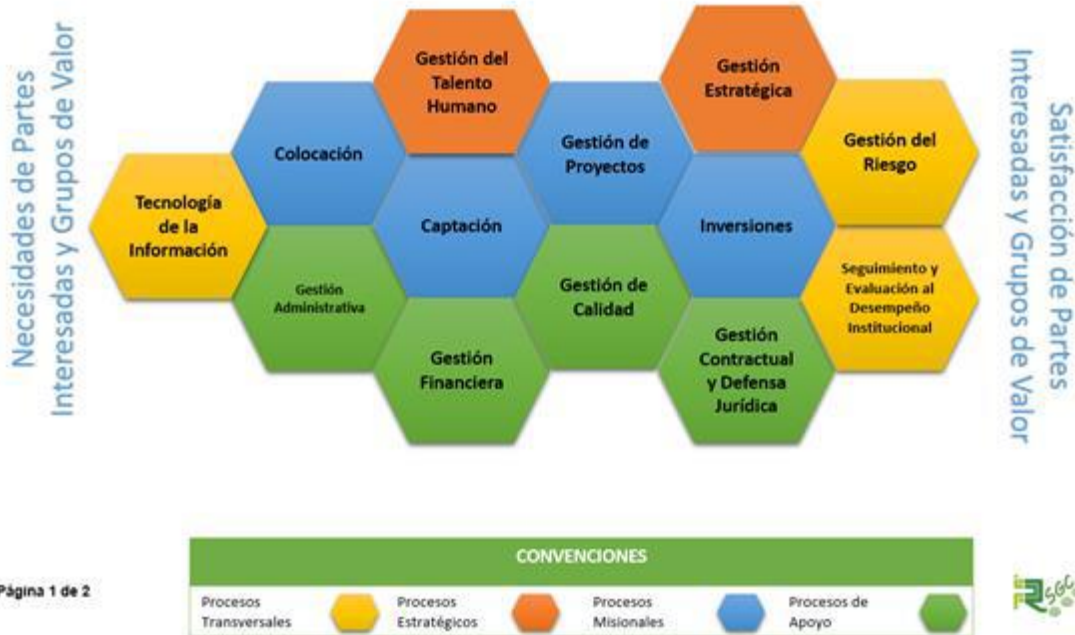 Necesidades de Partes
Interesadas y Grupos de Valor
Gestión del
Talento
Humano
Gestión
Estratégica
Colocación
Gestión de
Proyectos
Gestión del
Riesgo
Tecnología
de la
Información
Captación
Inversiones
Gestión
Administrativa
Gestión de
Calidad
Seguimiento y
Evaluación al
Desempeño
Institucional
Gestión
Financiera
Gestión
Contractual
y Defensa
Jurídica
Satisfacción de Partes
Interesadas y Grupos de Valor
CONVENCIONES
Página 1 de 2
Procesos
Transversales
Procesos
Estratégicos
Procesos
Misionales
Procesos de
Apoyo
SGC